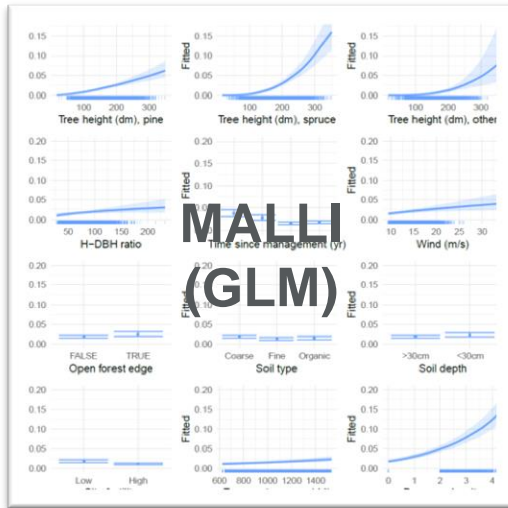 0.15
0.10
0.05
0.00
100 200 300
Tree height (dm), pine
Fitted
0.15
0.10
0.05
0.00
100 200 300
Tree height (dm), spruce
Fitted
0.15
0.10
0.05
0.00
100 200 300
Tree height (dm), other
0.20
0.15
0.10
0.05
0.00
50 100 150 200
H-DBH ratio
0.20
0.15
0.10
0.00
Time since management (yr)
Fitted
0.20
0.15
0.10
0.05
0.00
10 15 20 25 30
Wind (m/s)
MALLI
(GLM)
0.20
0.15
0.10
0.05
0.00
FALSE TRUE
Open forest edge
0.20
0.15
0.10
0.05
0.00
Coarse Fine Organic
Soil type
Fitted
0.20
0.15
0.10
0.05
0.00
>30cm <30cm
Soil depth
0.20
0.15
0.10
0.05
0.00
Low High
Fitted
0.20
0.15
0.10
0.05
0.00
600 800 1000 1200 1400
Fitted
0.20
0.15
0.10
0.05
0.00
0 1 2 3 4